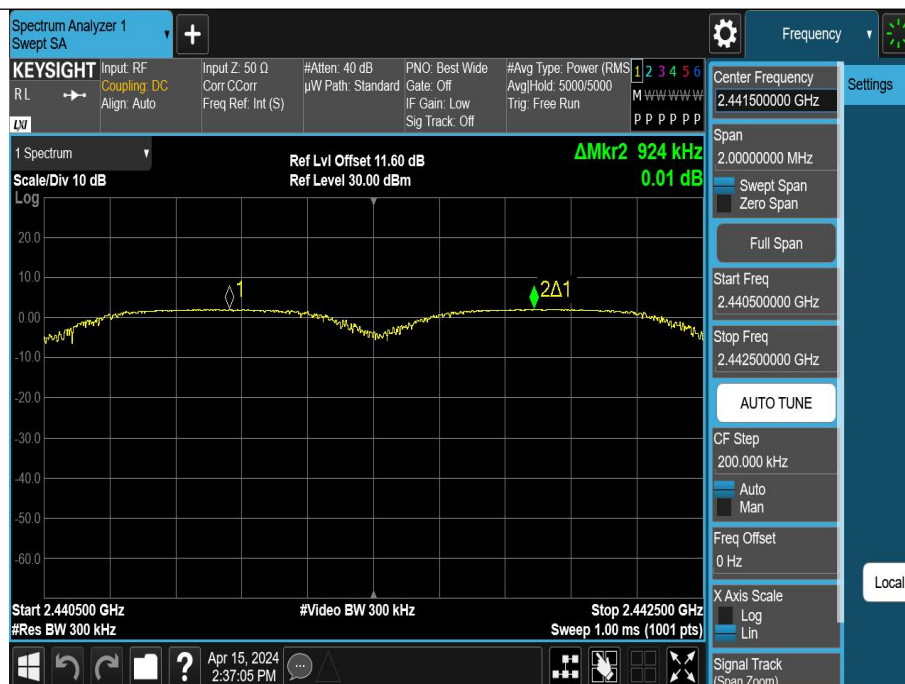 Spectrum Analyzer 1
Swept SA
+
Frequency
KEYSIGHT
RL
LXI
Input: RF
Coupling: DC
Align: Auto
Input Z: 50 Ω
Corr CCorr
Freq Ref: Int (S)
#Atten: 40 dB
µW Path: Standard
PNO: Best Wide
Gate: Off
IF Gain: Low
Sig Track: Off
#Avg Type: Power (RMS
Avg|Hold: 5000/5000
Trig: Free Run
1 2 3 4 5 6
M W W W W W
P P P P P P
1 Spectrum
Scale/Div 10 dB
Log
Ref Lvl Offset 11.60 dB
Ref Level 30.00 dBm
ΔMkr2 924 kHz
0.01 dB
20.0
10.0
0.00
-10.0
-20.0
-30.0
-40.0
-50.0
-60.0
1
2Δ1
Start 2.440500 GHz
#Res BW 300 kHz
#Video BW 300 kHz
Stop 2.442500 GHz
Sweep 1.00 ms (1001 pts)
Center Frequency
2.441500000 GHz
Span
2.00000000 MHz
Swept Span
Zero Span
Full Span
Start Freq
2.440500000 GHz
Stop Freq
2.442500000 GHz
AUTO TUNE
CF Step
200.000 kHz
Auto
Man
Freq Offset
0 Hz
X Axis Scale
Log
Lin
Signal Track
(Span Zoom)
Settings
Local
?
Apr 15, 2024
2:37:05 PM